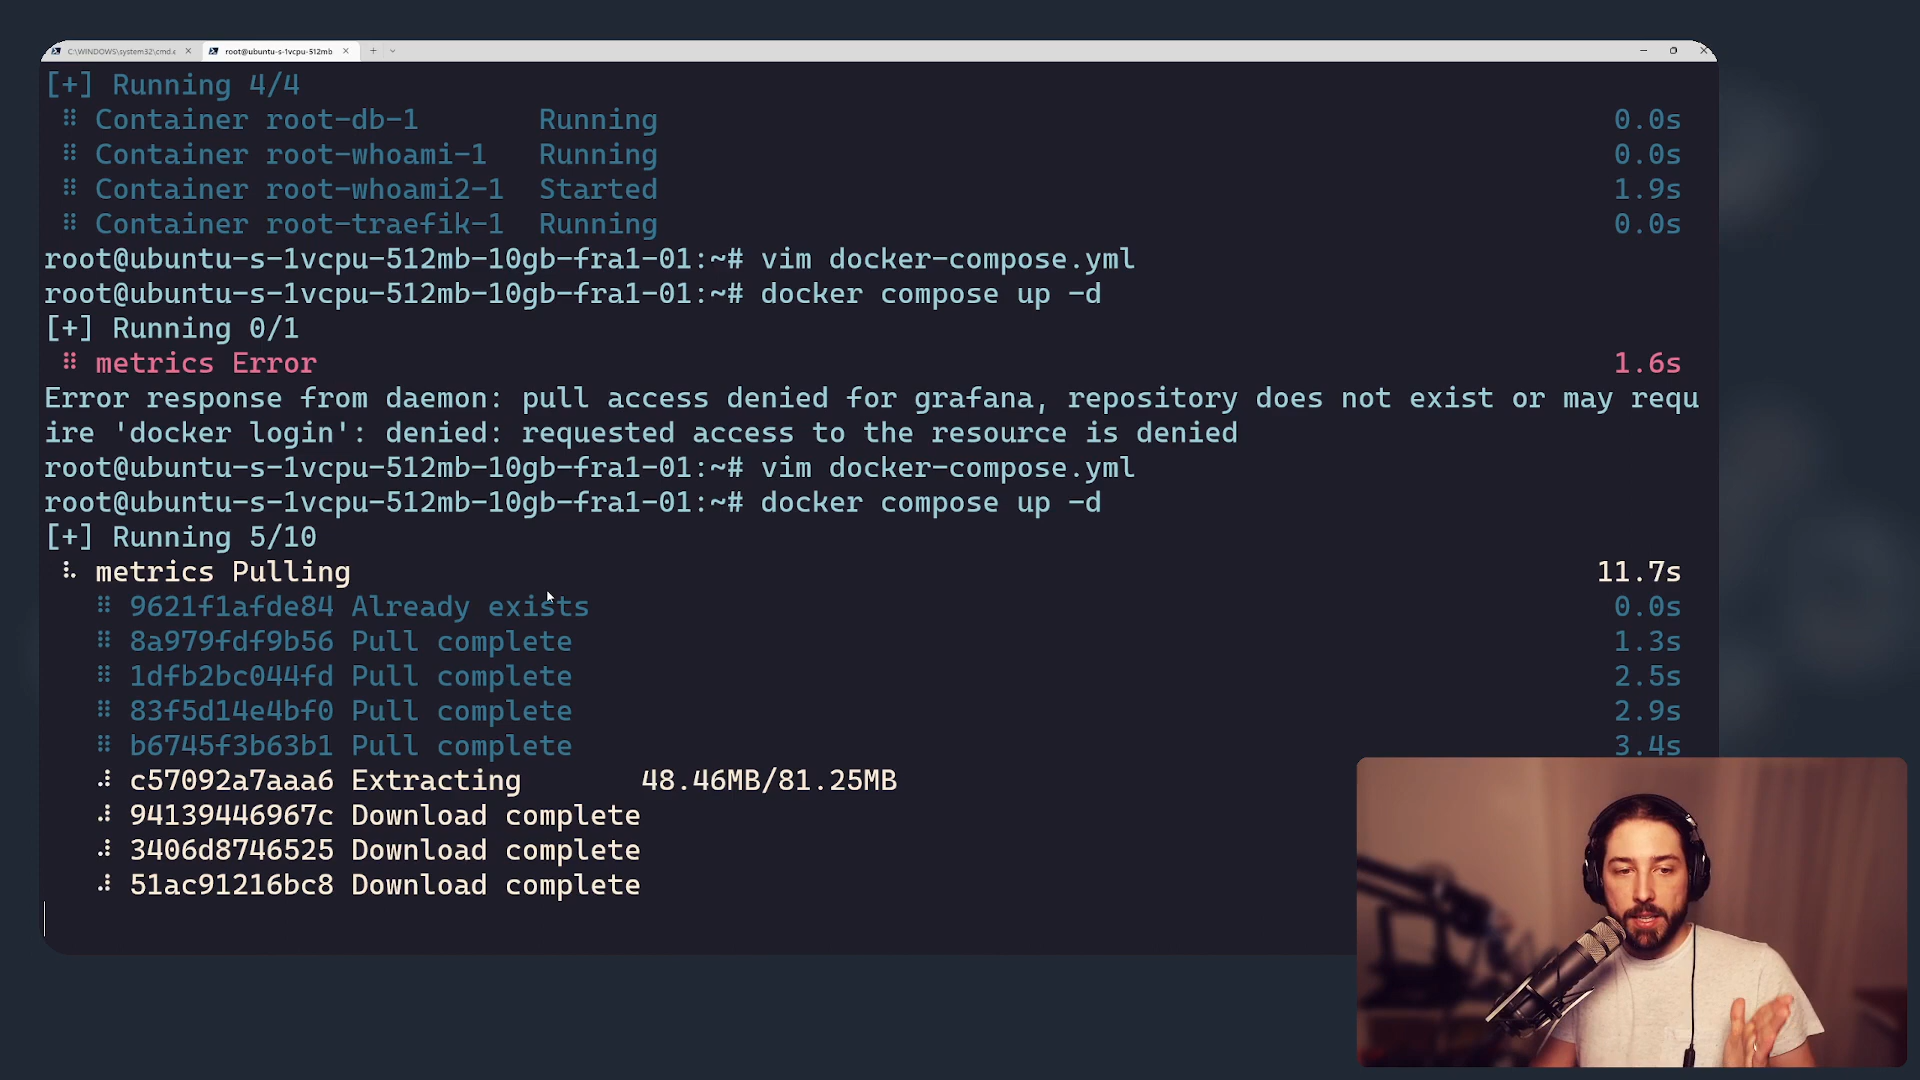 C:\WINDOWS\system32\cmd.e
root@ubuntu-s-1vcpu-512mb
[+] Running 4/4
Container root-db-1 Running 0.0s
Container root-whoami-1 Running 0.0s
Container root-whoami2-1 Started 1.9s
Container root-traefik-1 Running 0.0s
root@ubuntu-s-1vcpu-512mb-10gb-fra1-01:~# vim docker-compose.yml
root@ubuntu-s-1vcpu-512mb-10gb-fra1-01:~# docker compose up -d
[+] Running 0/1
metrics Error 1.6s
Error response from daemon: pull access denied for grafana, repository does not exist or may requ
ire 'docker login': denied: requested access to the resource is denied
root@ubuntu-s-1vcpu-512mb-10gb-fra1-01:~# vim docker-compose.yml
root@ubuntu-s-1vcpu-512mb-10gb-fra1-01:~# docker compose up -d
[+] Running 5/10
metrics Pulling 11.7s
9621f1afde84 Already exists 0.0s
8a979fdf9b56 Pull complete 1.3s
1dfb2bc044fd Pull complete 2.5s
83f5d14e4bf0 Pull complete 2.9s
b6745f3b63b1 Pull complete 3.4s
c57092a7aaa6 Extracting 48.46MB/81.25MB
94139446967c Download complete
3406d8746525 Download complete
51ac91216bc8 Download complete